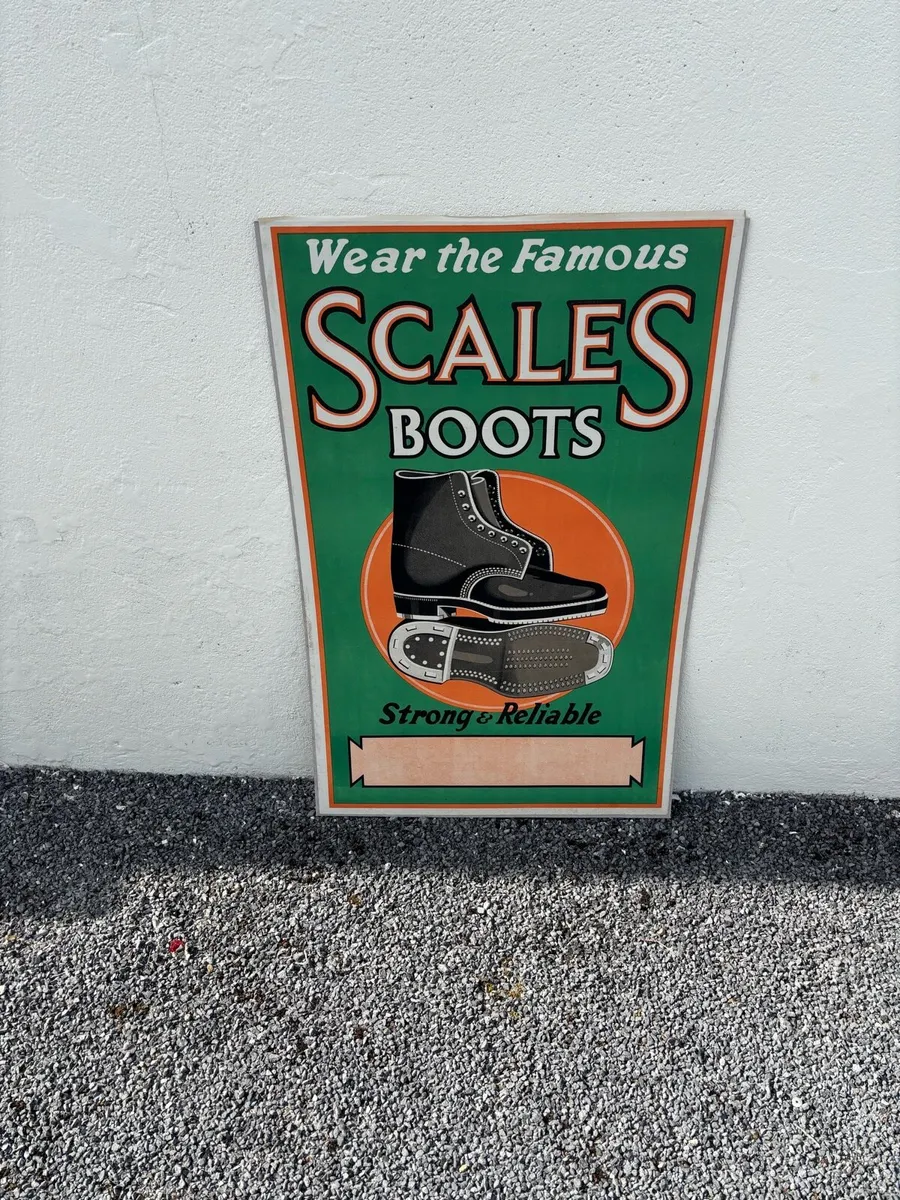 Wear the Famous
SCALES
BOOTS
Strong & Reliable